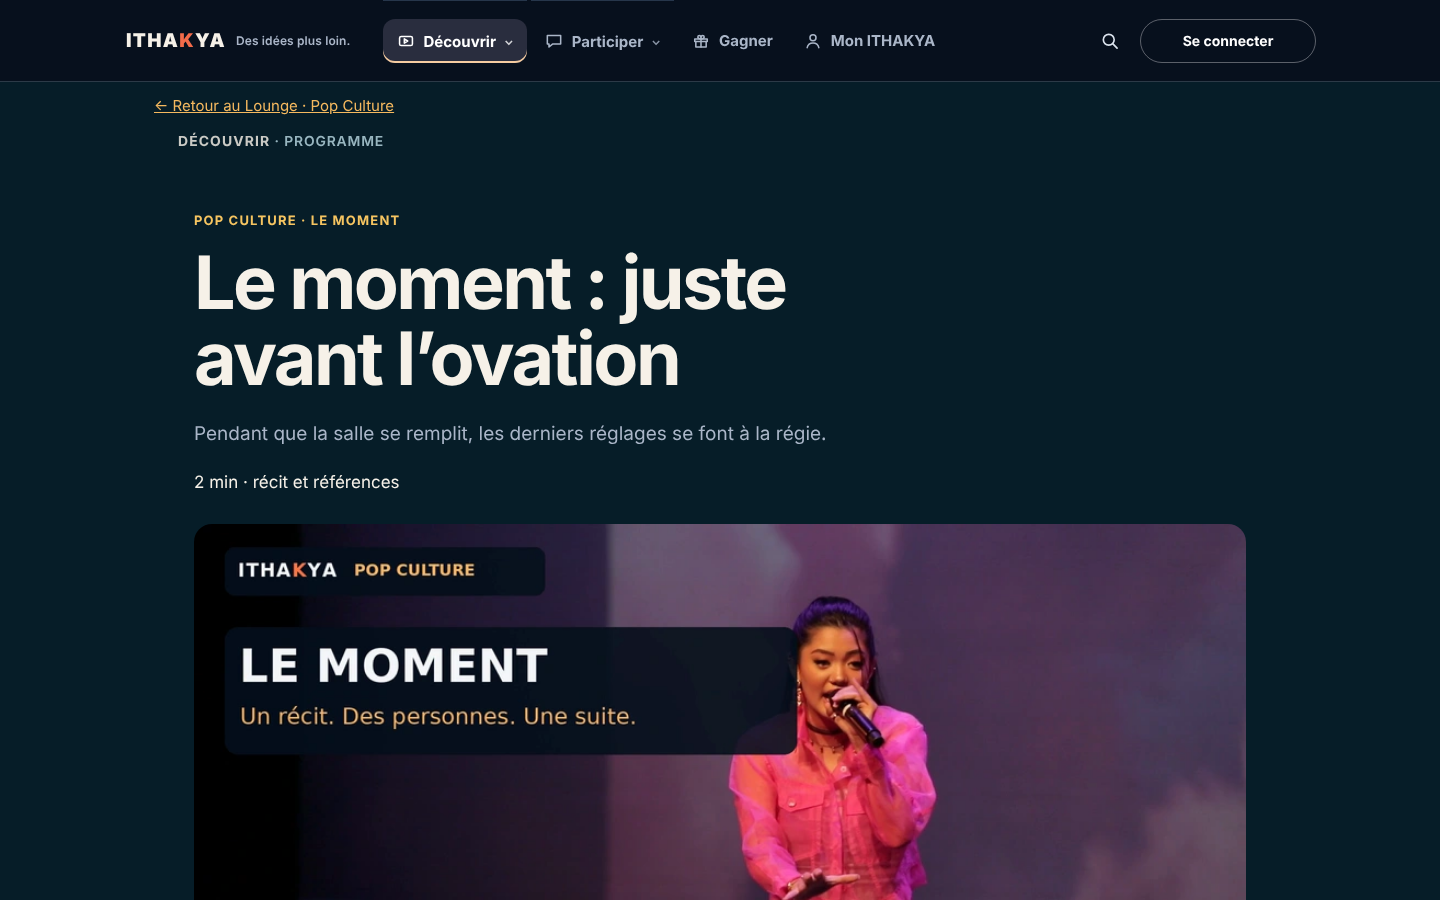 ITHAKYA Des idées plus loin. Découvrir Participer Gagner Mon ITHAKYA Se connecter
← Retour au Lounge · Pop Culture
DÉCOUVRIR · PROGRAMME
POP CULTURE · LE MOMENT
Le moment : juste
avant l’ovation
Pendant que la salle se remplit, les derniers réglages se font à la régie.
2 min · récit et références
ITHAKYA POP CULTURE
LE MOMENT
Un récit. Des personnes. Une suite.